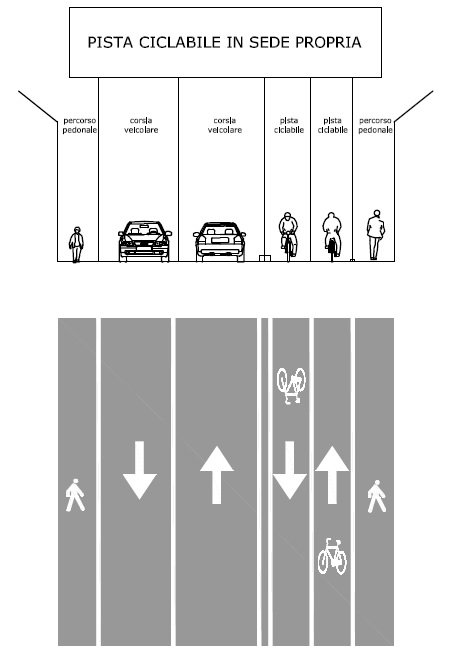 PISTA CICLABILE IN SEDE PROPRIA
percorso
pedonale
corsia
veicolare
corsia
veicolare
pista
ciclabile
pista
ciclabile
percorso
pedonale